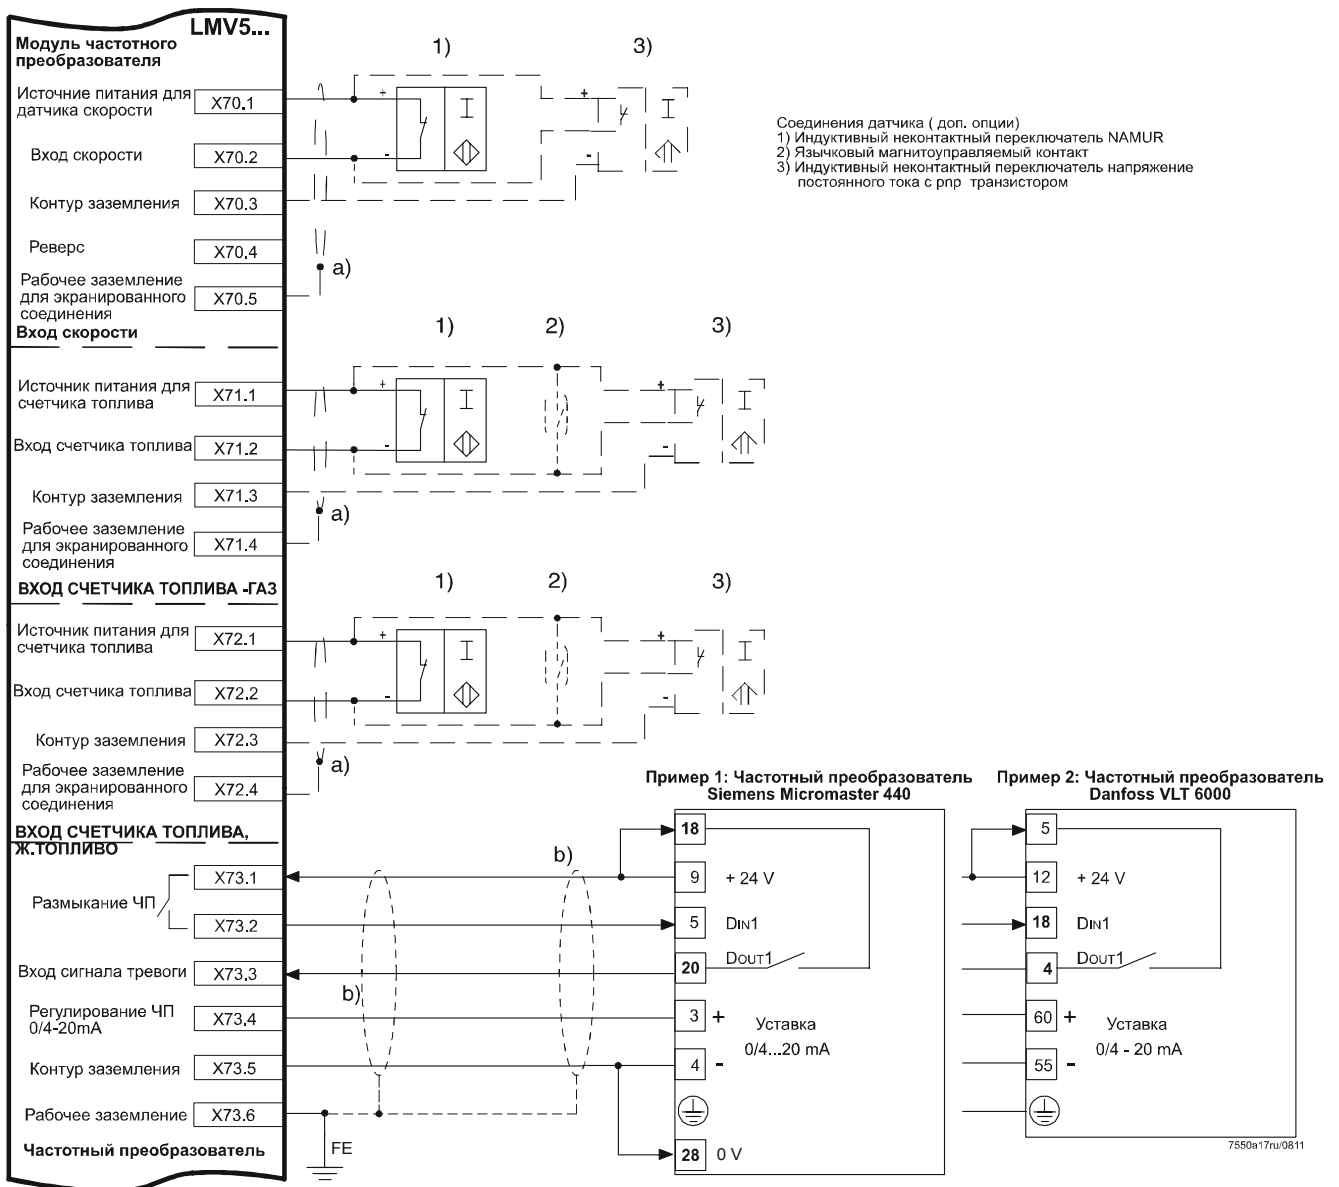 LMV5...
Модуль частотного
преобразователя
Источние питания для
датчика скорости
X70.1
Вход скорости
X70.2
Контур заземления
X70.3
Реверс
X70.4
Рабочее заземление
для экранированного
соединения
X70.5
Вход скорости
1)
3)
+
-
+
-
a)
Соединения датчика ( доп. опции)
1) Индуктивный неконтактный переключатель NAMUR
2) Язычковый магнитоуправляемый контакт
3) Индуктивный неконтактный переключатель напряжение
постоянного тока с pnp транзистором
Источник питания для
счетчика топлива
X71.1
Вход счетчика топлива
X71.2
Контур заземления
X71.3
Рабочее заземление
для экранированного
соединения
X71.4
ВХОД СЧЕТЧИКА ТОПЛИВА -ГАЗ
1)
2)
3)
+
-
+
-
a)
Источник питания для
счетчика топлива
X72.1
Вход счетчика топлива
X72.2
Контур заземления
X72.3
Рабочее заземление
для экранированного
соединения
X72.4
ВХОД СЧЕТЧИКА ТОПЛИВА,
Ж.ТОПЛИВО
1)
2)
3)
+
-
+
-
a)
X73.1
Размыкание ЧП
X73.2
Вход сигнала тревоги
X73.3
Регулирование ЧП
0/4-20mA
X73.4
Контур заземления
X73.5
Рабочее заземление
X73.6
Частотный преобразователь
FE
b)
b)
Пример 1: Частотный преобразователь
Siemens Micromaster 440
18
9
+ 24 V
5
DIN1
20
DOUT1
3
+
Уставка
0/4...20 mA
4
-
28
0 V
Пример 2: Частотный преобразователь
Danfoss VLT 6000
5
12
+ 24 V
18
DIN1
4
DOUT1
60
+
Уставка
0/4 - 20 mA
55
-
7550a17ru/0811